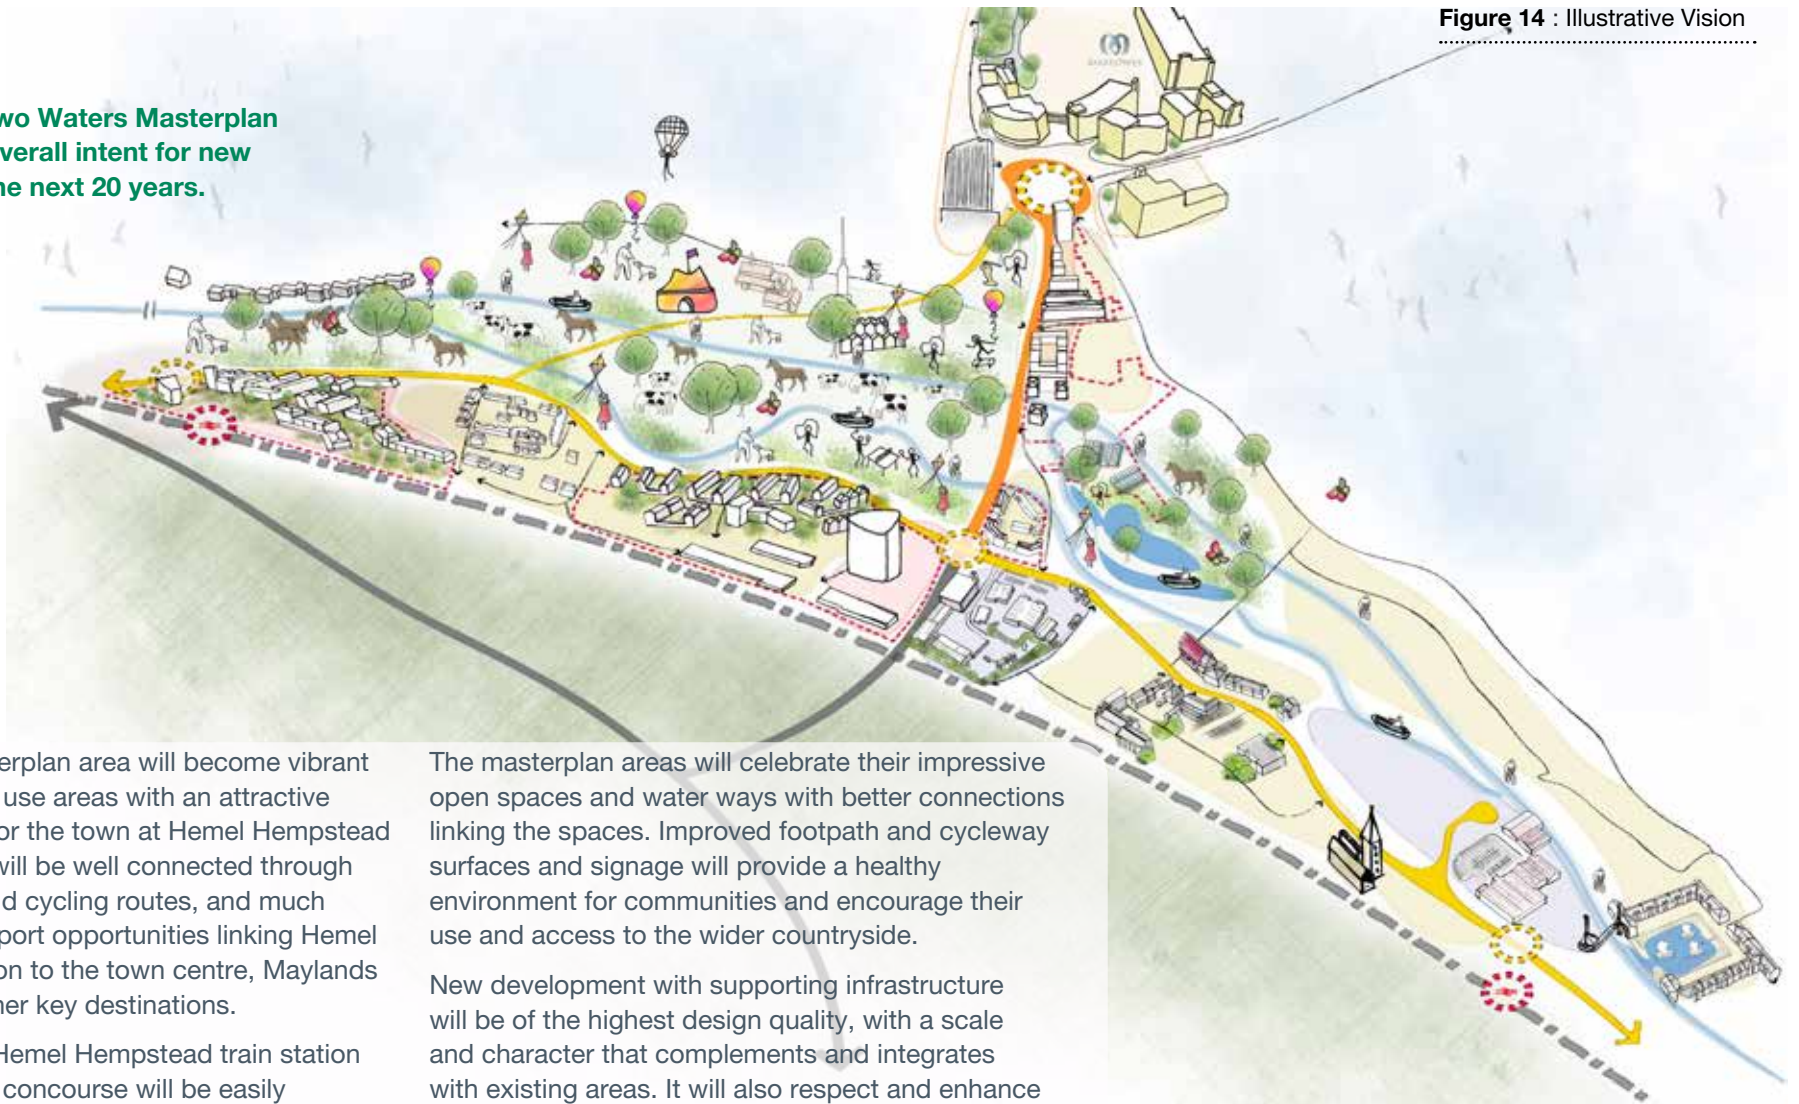 Figure 14 : Illustrative Vision
wo Waters Masterplan
verall intent for new
ne next 20 years.
erplan area will become vibrant
use areas with an attractive
or the town at Hemel Hempstead
will be well connected through
d cycling routes, and much
port opportunities linking Hemel
on to the town centre, Maylands
ner key destinations.
Hemel Hempstead train station
concourse will be easily
The masterplan areas will celebrate their impressive
open spaces and water ways with better connections
linking the spaces. Improved footpath and cycleway
surfaces and signage will provide a healthy
environment for communities and encourage their
use and access to the wider countryside.
New development with supporting infrastructure
will be of the highest design quality, with a scale
and character that complements and integrates
with existing areas. It will also respect and enhance